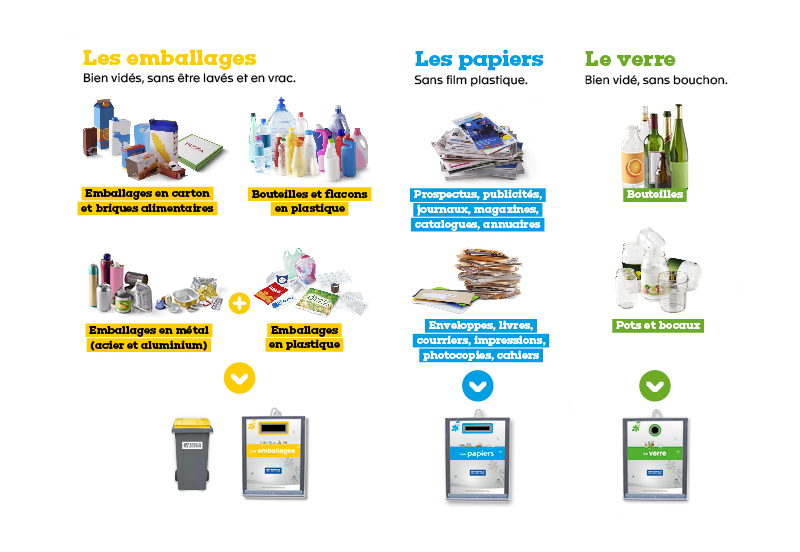 Les emballages
Bien vidés, sans être lavés et en vrac.
Emballages en carton
et briques alimentaires
Bouteilles et flacons
en plastique
Emballages en métal
(acier et aluminium)
Emballages
en plastique
Les emballages
Les papiers
Sans film plastique.
Prospectus, publicités,
journaux, magazines,
catalogues, annuaires
Enveloppes, livres,
courriers, impressions,
photocopies, cahiers
Les papiers
Le verre
Bien vidé, sans bouchon.
Bouteilles
Pots et bocaux
Le verre